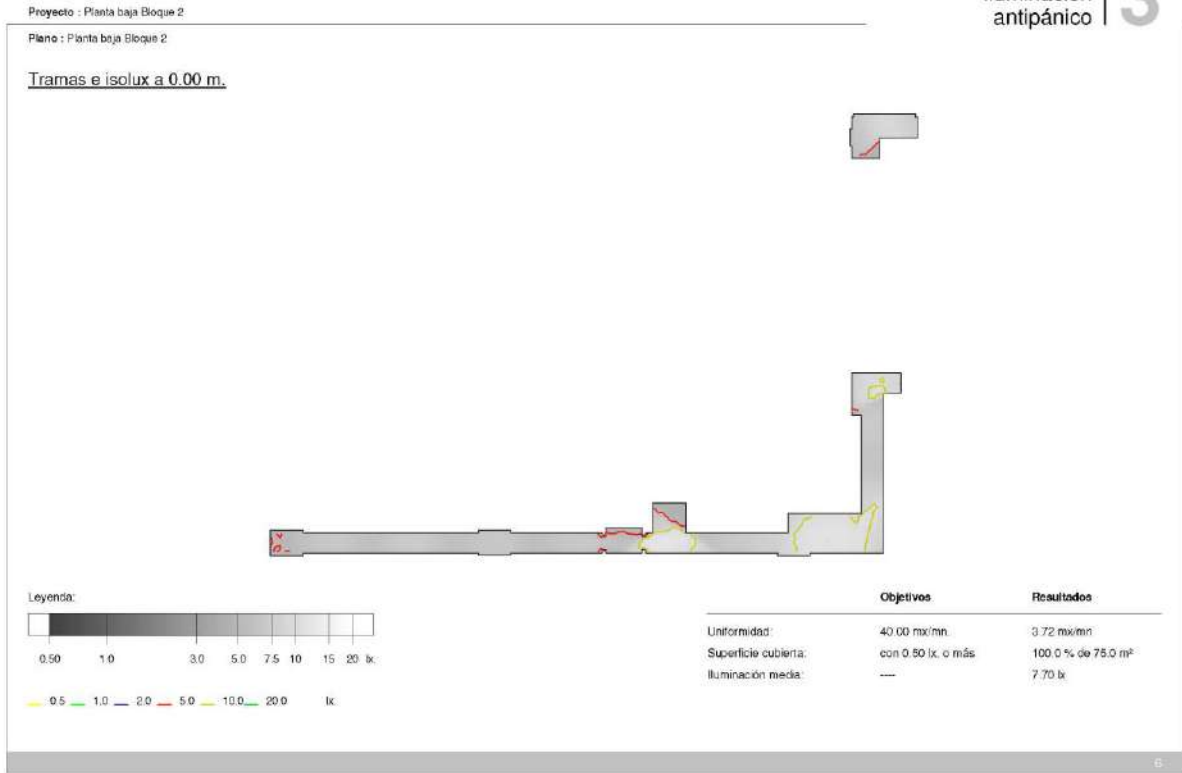 Proyecto : Planta baja Bloque 2
antipánico
3
Plano : Planta baja Bloque 2
Tramas e isolux a 0.00 m.
Leyenda:
0.50 1.0 3.0 5.0 7.5 10 15 20 lx.
0.5 1.0 2.0 5.0 10.0 20.0 lx.
Objetivos Resultados
Uniformidad: 40.00 mx/mn. 3.72 mx/mn
Superficie cubierta: con 0.50 lx. o más 100.0 % de 75.0 m²
Iluminación media: ---- 7.70 lx
6